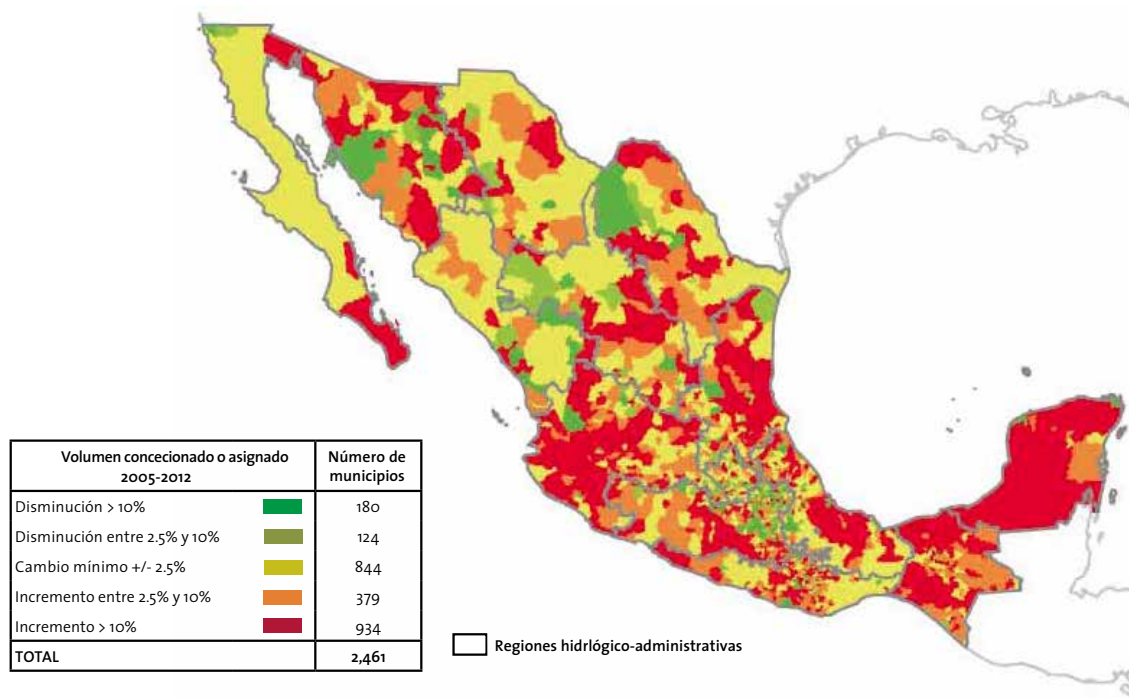 Volumen concecionado o asignado
2005-2012
Número de
municipios
Disminución > 10% 180
Disminución entre 2.5% y 10% 124
Cambio mínimo +/- 2.5% 844
Incremento entre 2.5% y 10% 379
Incremento > 10% 934
TOTAL 2,461
Regiones hidrlógico-administrativas